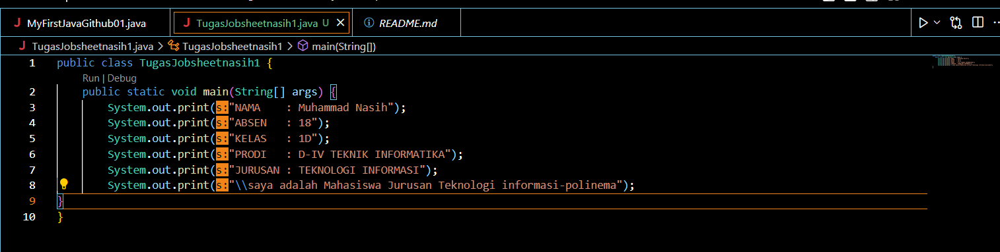 MyFirstJavaGithub01.java TugasJobsheetnasih1.java U README.md
TugasJobsheetnasih1.java > TugasJobsheetnasih1 > main(String[])
1 public class TugasJobsheetnasih1 {
Run | Debug
2 public static void main(String[] args) {
3 System.out.print(s:"NAMA    : Muhammad Nasih");
4 System.out.print(s:"ABSEN   : 18");
5 System.out.print(s:"KELAS   : 1D");
6 System.out.print(s:"PRODI   : D-IV TEKNIK INFORMATIKA");
7 System.out.print(s:"JURUSAN : TEKNOLOGI INFORMASI");
8 System.out.print(s:"\\saya adalah Mahasiswa Jurusan Teknologi informasi-polinema");
9 }
10 }